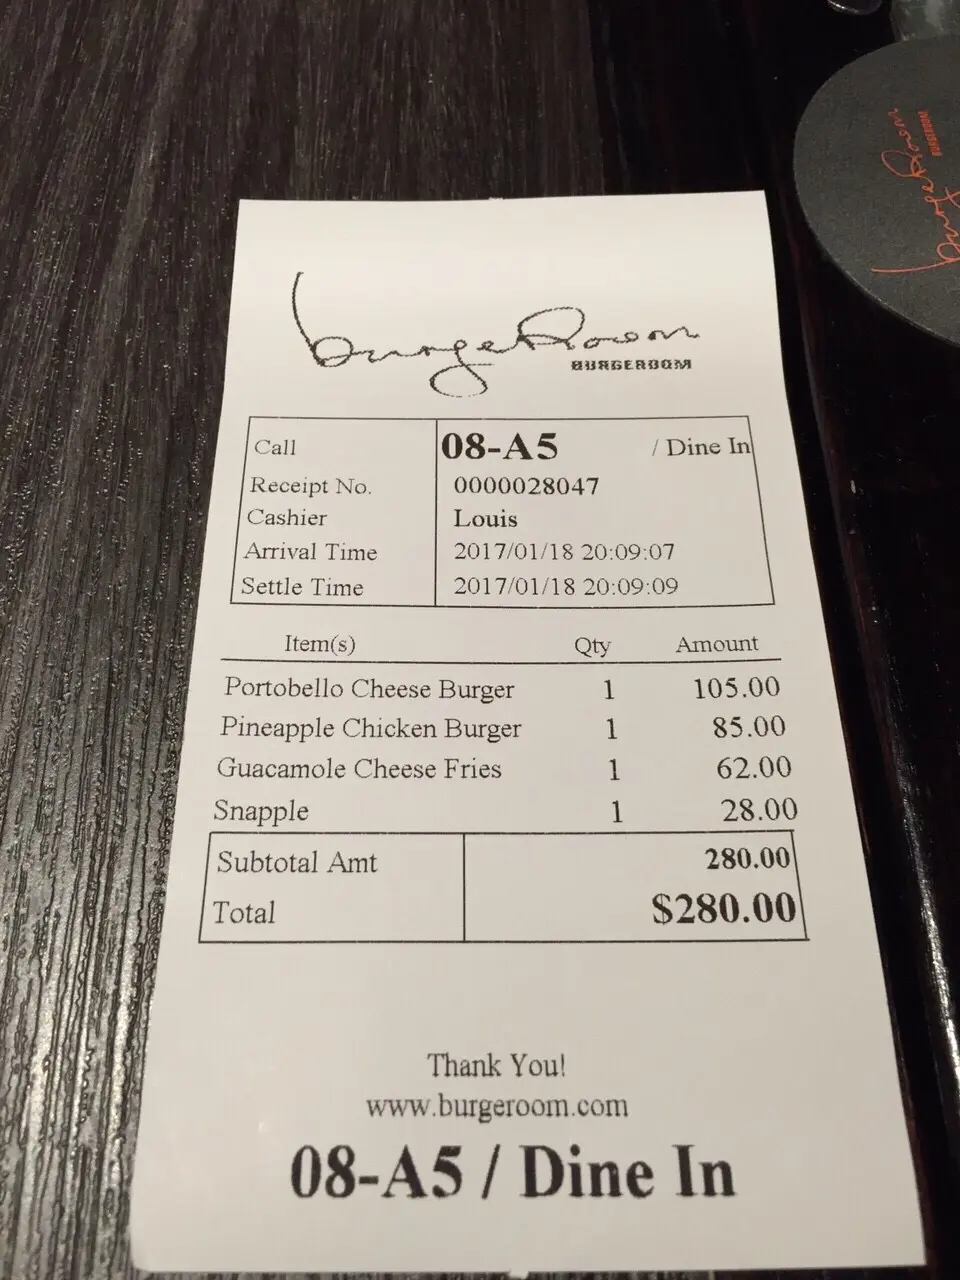 burgeRoom
BURGEROOM
Call 08-A5 / Dine In
Receipt No. 0000028047
Cashier Louis
Arrival Time 2017/01/18 20:09:07
Settle Time 2017/01/18 20:09:09
Item(s) Qty Amount
Portobello Cheese Burger 1 105.00
Pineapple Chicken Burger 1 85.00
Guacamole Cheese Fries 1 62.00
Snapple 1 28.00
Subtotal Amt 280.00
Total $280.00
Thank You!
www.burgeroom.com
08-A5 / Dine In
burgeRoom
BURGEROOM